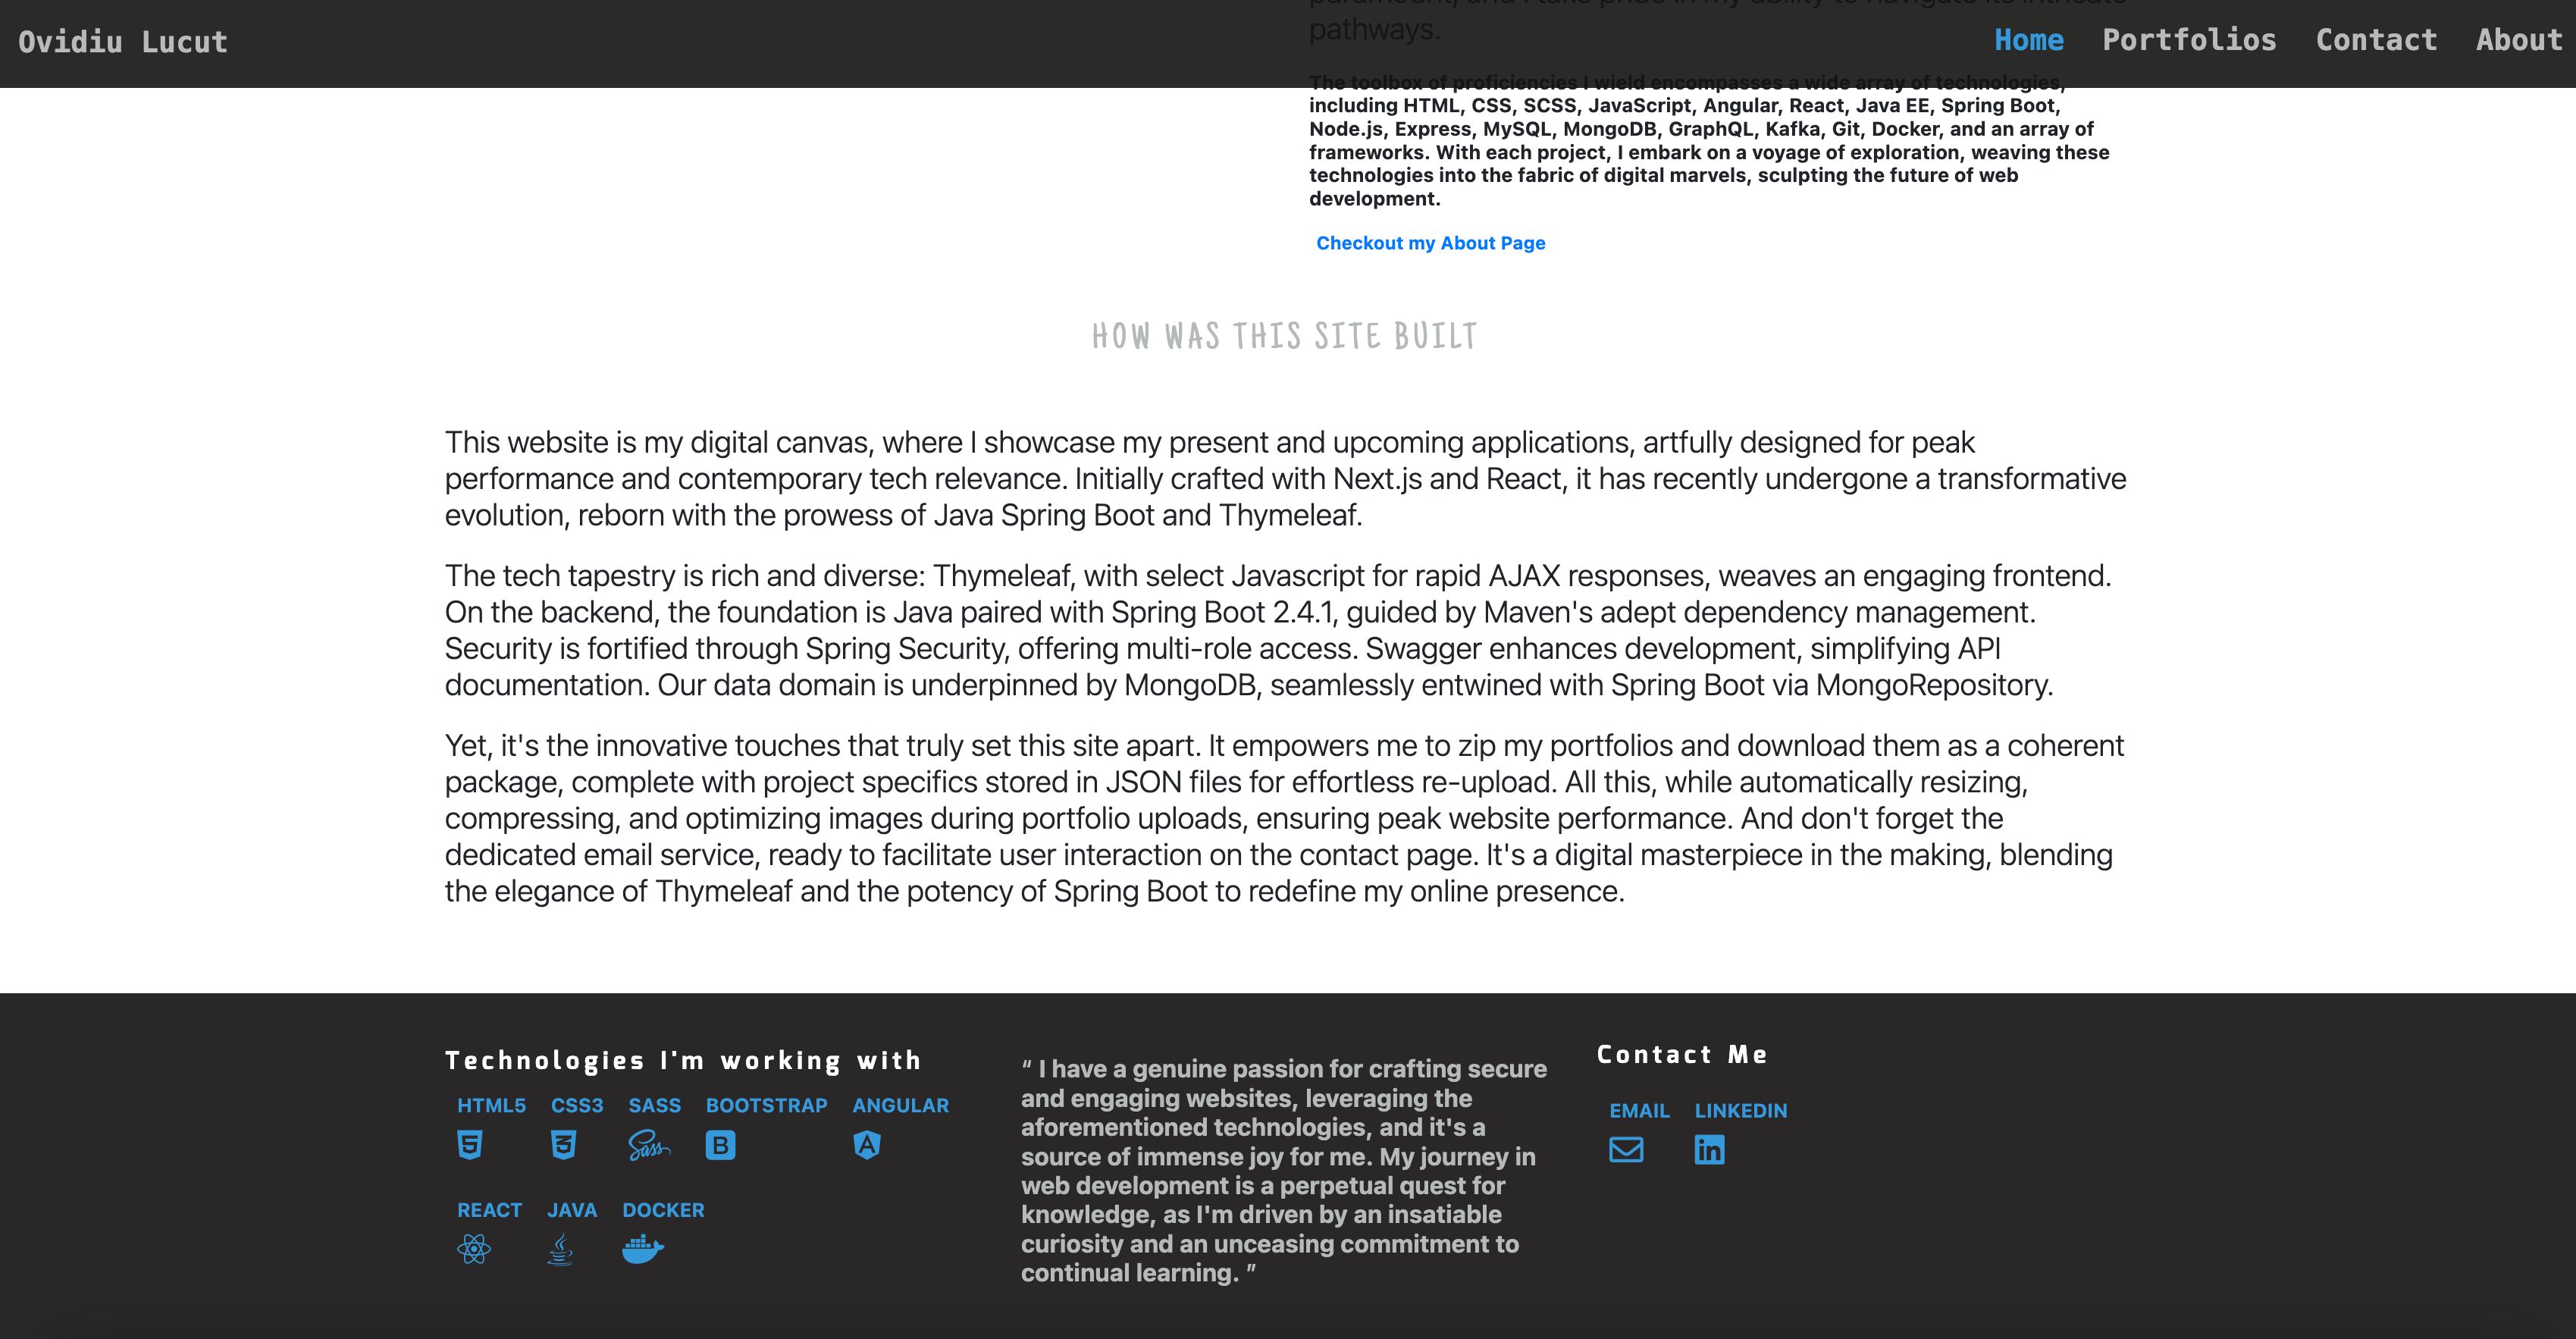 Ovidiu Lucut
Home Portfolios Contact About
paramount, and I take pride in my ability to navigate its intricate
pathways.
The toolbox of proficiencies I wield encompasses a wide array of technologies,
including HTML, CSS, SCSS, JavaScript, Angular, React, Java EE, Spring Boot,
Node.js, Express, MySQL, MongoDB, GraphQL, Kafka, Git, Docker, and an array of
frameworks. With each project, I embark on a voyage of exploration, weaving these
technologies into the fabric of digital marvels, sculpting the future of web
development.
Checkout my About Page
HOW WAS THIS SITE BUILT
This website is my digital canvas, where I showcase my present and upcoming applications, artfully designed for peak
performance and contemporary tech relevance. Initially crafted with Next.js and React, it has recently undergone a transformative
evolution, reborn with the prowess of Java Spring Boot and Thymeleaf.
The tech tapestry is rich and diverse: Thymeleaf, with select Javascript for rapid AJAX responses, weaves an engaging frontend.
On the backend, the foundation is Java paired with Spring Boot 2.4.1, guided by Maven's adept dependency management.
Security is fortified through Spring Security, offering multi-role access. Swagger enhances development, simplifying API
documentation. Our data domain is underpinned by MongoDB, seamlessly entwined with Spring Boot via MongoRepository.
Yet, it's the innovative touches that truly set this site apart. It empowers me to zip my portfolios and download them as a coherent
package, complete with project specifics stored in JSON files for effortless re-upload. All this, while automatically resizing,
compressing, and optimizing images during portfolio uploads, ensuring peak website performance. And don't forget the
dedicated email service, ready to facilitate user interaction on the contact page. It's a digital masterpiece in the making, blending
the elegance of Thymeleaf and the potency of Spring Boot to redefine my online presence.
Technologies I'm working with
HTML5 CSS3 SASS BOOTSTRAP ANGULAR
5 3 Sass B A
REACT JAVA DOCKER
“ I have a genuine passion for crafting secure
and engaging websites, leveraging the
aforementioned technologies, and it's a
source of immense joy for me. My journey in
web development is a perpetual quest for
knowledge, as I'm driven by an insatiable
curiosity and an unceasing commitment to
continual learning. ”
Contact Me
EMAIL LINKEDIN
in